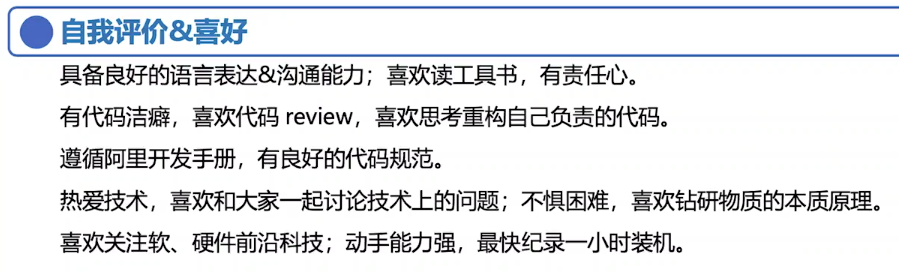 自我评价&喜好
具备良好的语言表达&沟通能力；喜欢读工具书，有责任心。
有代码洁癖，喜欢代码 review，喜欢思考重构自己负责的代码。
遵循阿里开发手册，有良好的代码规范。
热爱技术，喜欢和大家一起讨论技术上的问题；不惧困难，喜欢钻研物质的本质原理。
喜欢关注软、硬件前沿科技；动手能力强，最快纪录一小时装机。